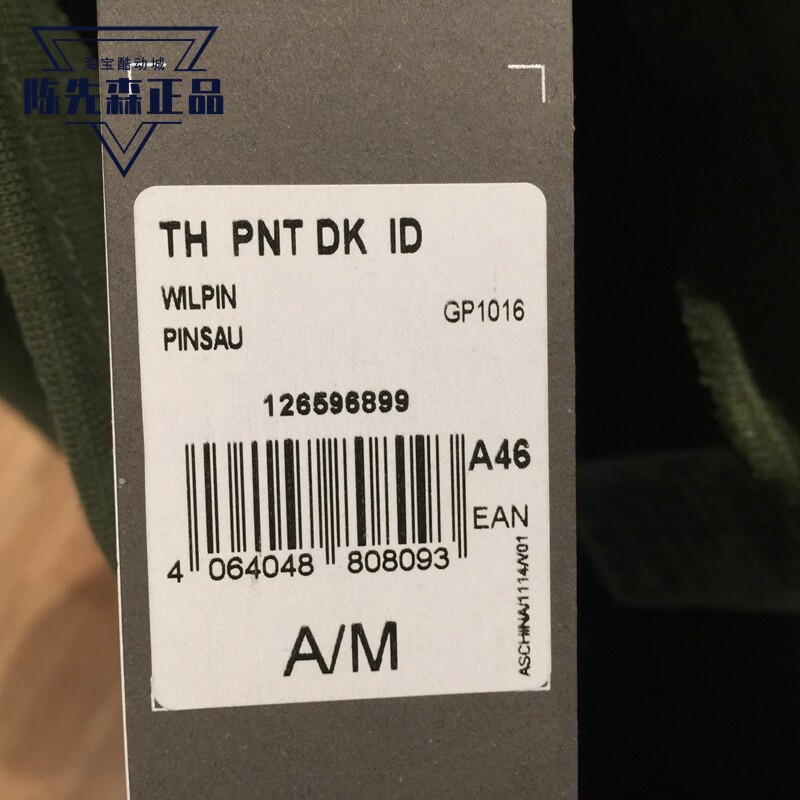 淘宝酷动城
陈先森正品
TH PNT DK ID
WILPIN
GP1016
PINSAU
126596899
A46
EAN
4 064048 808093
ASCHINA/1114/V01
A/M